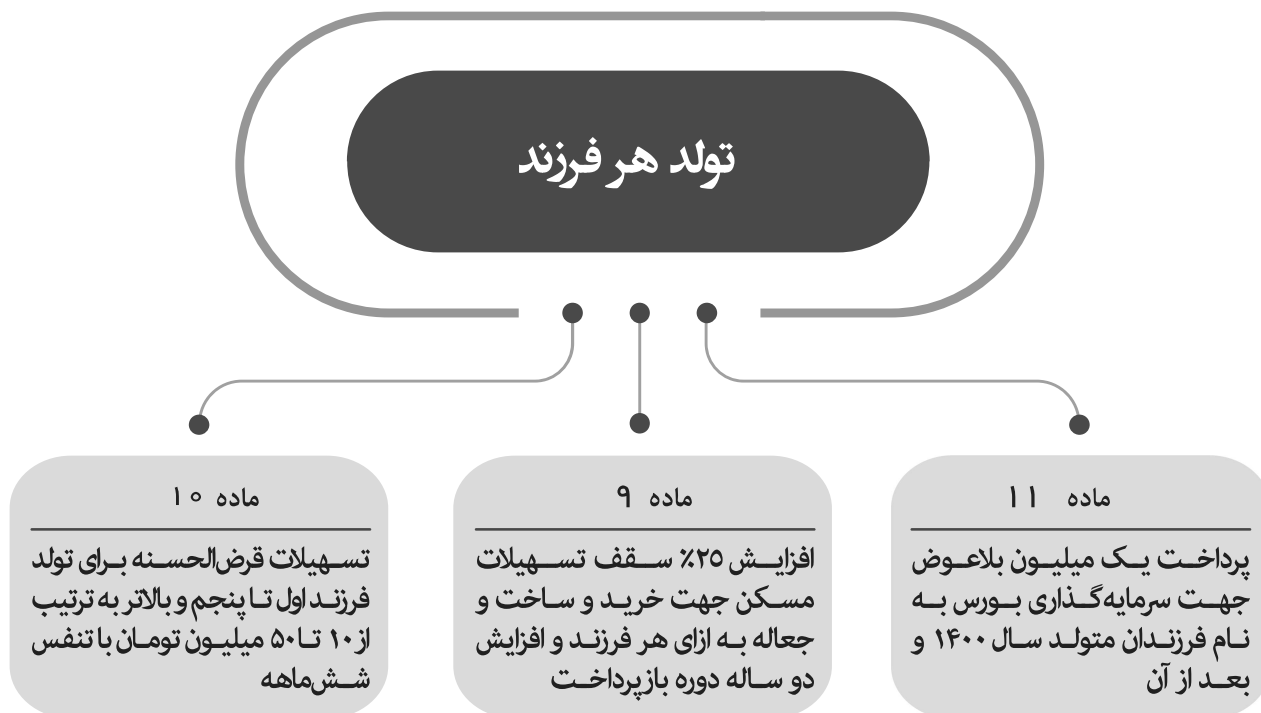 تولد هر فرزند
ماده ۱۱
پرداخت یک میلیون بلاعوض
جهت سرمایه‌گذاری بورس به
نام فرزندان متولد سال ۱۴۰۰ و
بعد از آن
ماده ۹
افزایش ۲۵٪ سقف تسهیلات
مسکن جهت خرید و ساخت و
جعاله به ازای هر فرزند و افزایش
دو ساله دوره بازپرداخت
ماده ۱۰
تسهیلات قرض‌الحسنه برای تولد
فرزند اول تا پنجم و بالاتر به ترتیب
از ۱۰ تا ۵۰ میلیون تومان با تنفس
شش‌ماهه